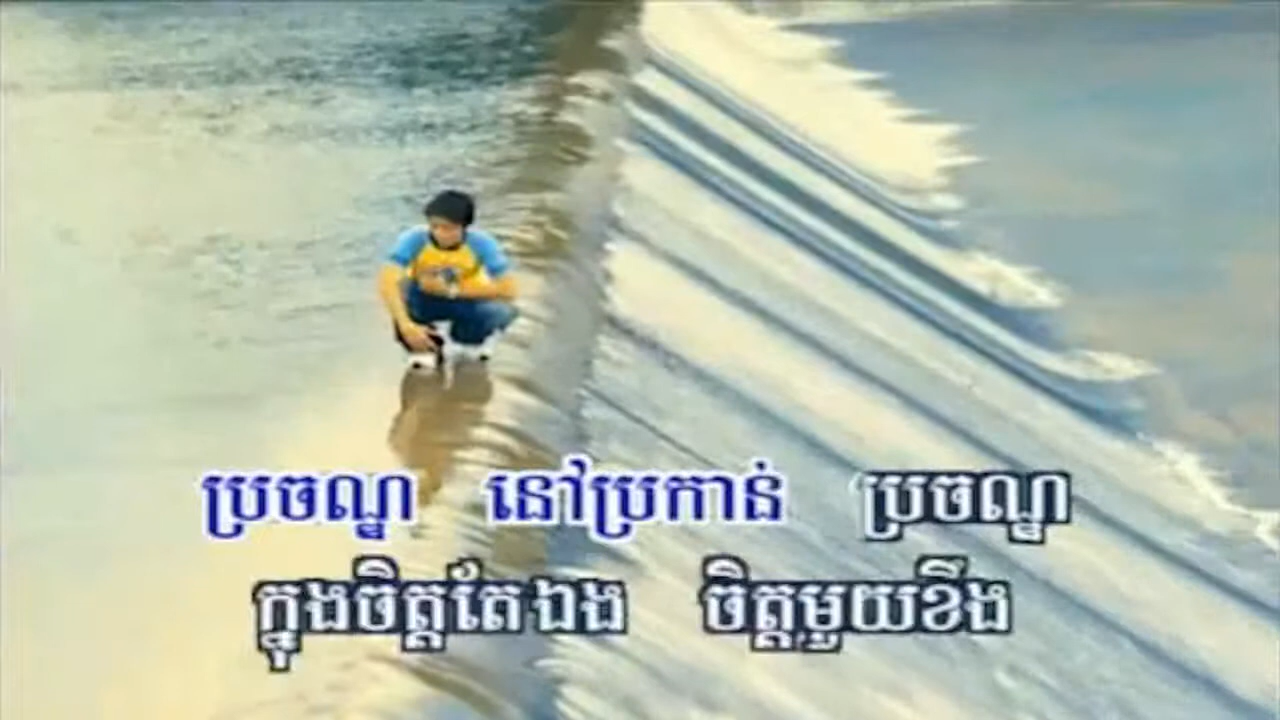 ប្រចណ្ឌ នៅប្រកាន់ ប្រចណ្ឌ
ក្នុងចិត្តតែឯង ចិត្តមួយខឹង